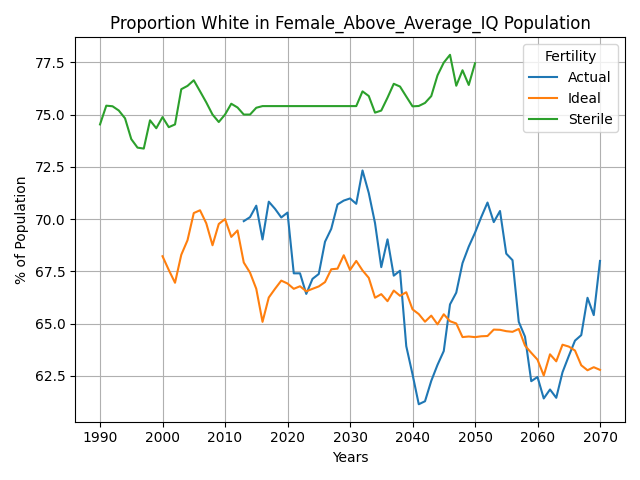 Proportion White in Female_Above_Average_IQ Population
% of Population
77.5
75.0
72.5
70.0
67.5
65.0
62.5
Fertility
Actual
Ideal
Sterile
1990 2000 2010 2020 2030 2040 2050 2060 2070
Years